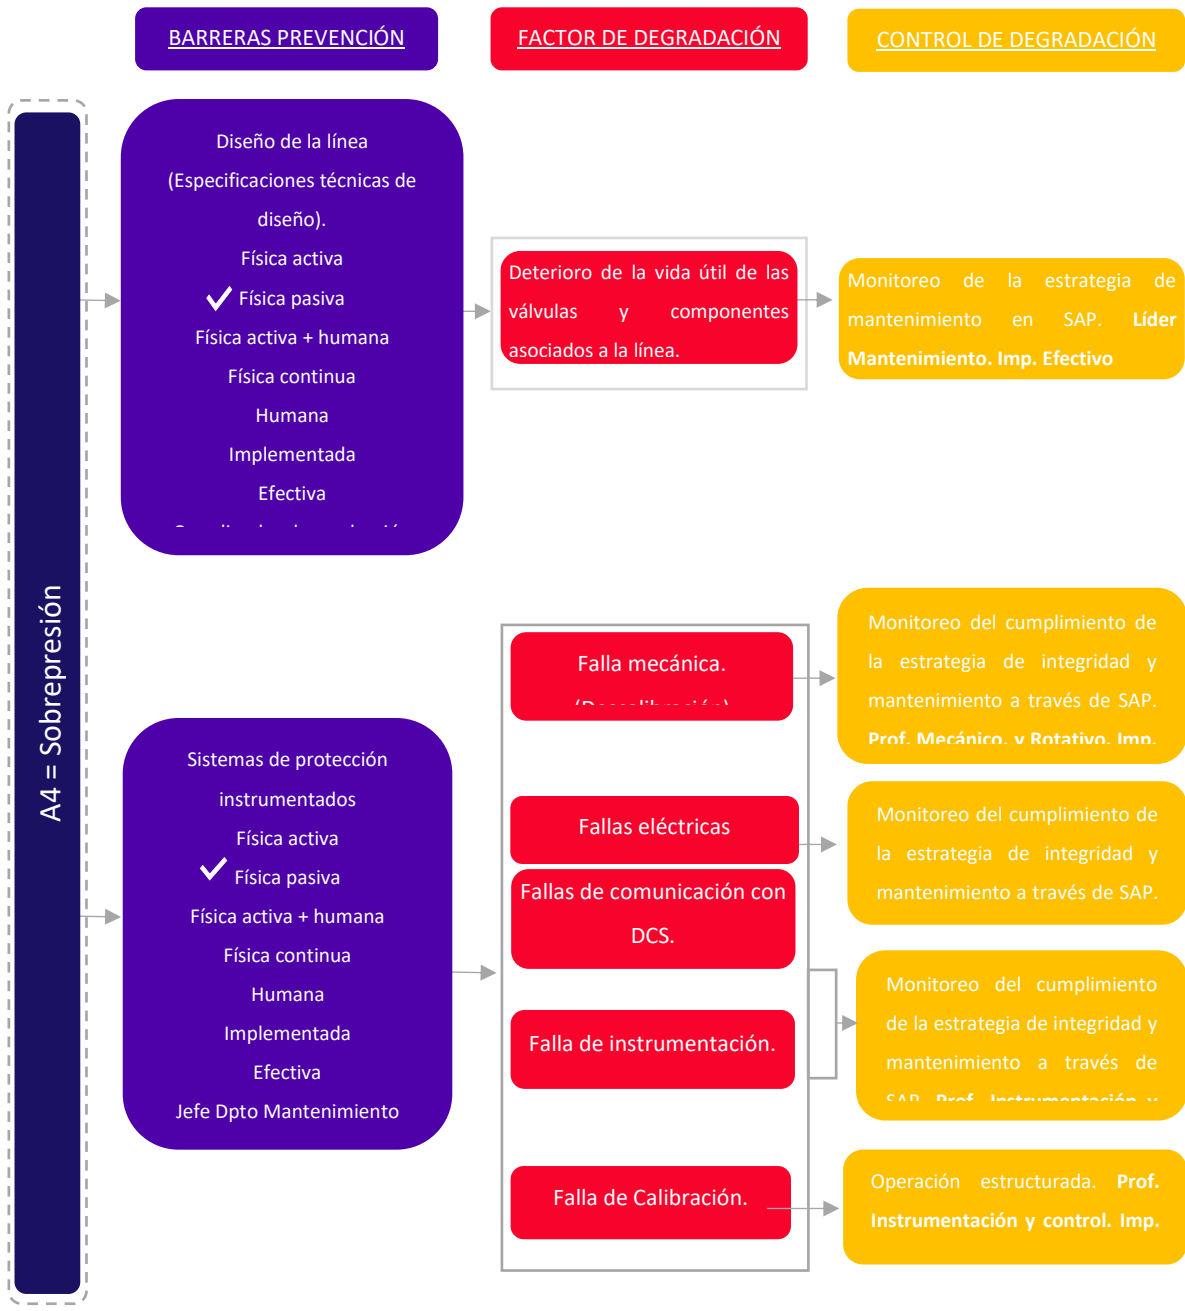 BARRERAS PREVENCIÓN
FACTOR DE DEGRADACIÓN
CONTROL DE DEGRADACIÓN
A4 = Sobrepresión
Diseño de la línea
(Especificaciones técnicas de
diseño).
Física activa
Física pasiva
Física activa + humana
Física continua
Humana
Implementada
Efectiva
Deterioro de la vida útil de las
válvulas y componentes
asociados a la línea.
Monitoreo de la estrategia de
mantenimiento en SAP. Líder
Mantenimiento. Imp. Efectivo
Sistemas de protección
instrumentados
Física activa
Física pasiva
Física activa + humana
Física continua
Humana
Implementada
Efectiva
Jefe Dpto Mantenimiento
Falla mecánica.
(Descalibración)
Monitoreo del cumplimiento de
la estrategia de integridad y
mantenimiento a través de SAP.
Prof. Mecánico. y Rotativo. Imp.
Fallas eléctricas
Monitoreo del cumplimiento de
la estrategia de integridad y
mantenimiento a través de SAP.
Fallas de comunicación con
DCS.
Falla de instrumentación.
Monitoreo del cumplimiento
de la estrategia de integridad y
mantenimiento a través de
SAP. Prof. Instrumentación y
Falla de Calibración.
Operación estructurada. Prof.
Instrumentación y control. Imp.